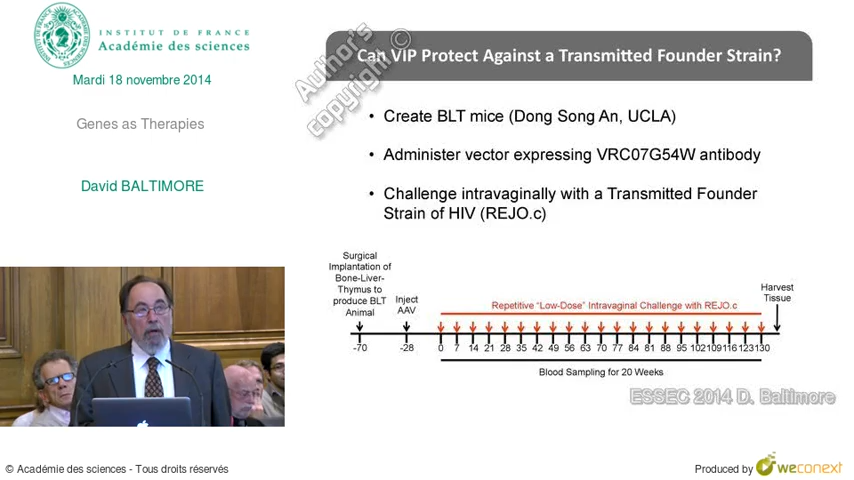 INSTITUT DE FRANCE
Académie des sciences
Mardi 18 novembre 2014
Genes as Therapies
David BALTIMORE
Author's
copyright ©
Can VIP Protect Against a Transmitted Founder Strain?
• Create BLT mice (Dong Song An, UCLA)
• Administer vector expressing VRC07G54W antibody
• Challenge intravaginally with a Transmitted Founder
Strain of HIV (REJO.c)
Surgical
Implantation of
Bone-Liver-
Thymus to
produce BLT
Animal
Inject
AAV
Repetitive “Low-Dose” Intravaginal Challenge with REJO.c
Harvest
Tissue
-70 -28 0 7 14 21 28 35 42 49 56 63 70 77 84 81 88 95 102 109 116 123 130
Blood Sampling for 20 Weeks
ESSEC 2014 D. Baltimore
© Académie des sciences - Tous droits réservés
Produced by weconext